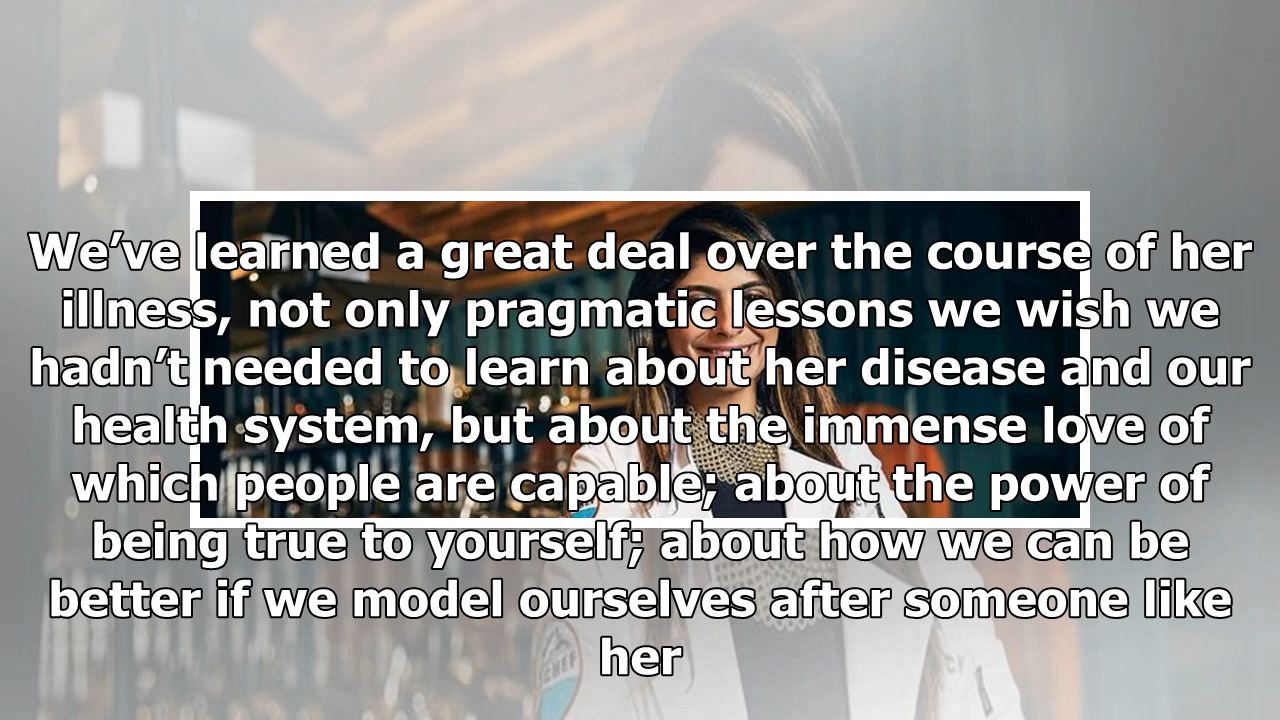 We’ve learned a great deal over the course of her
illness, not only pragmatic lessons we wish we
hadn’t needed to learn about her disease and our
health system, but about the immense love of
which people are capable; about the power of
being true to yourself; about how we can be
better if we model ourselves after someone like
her